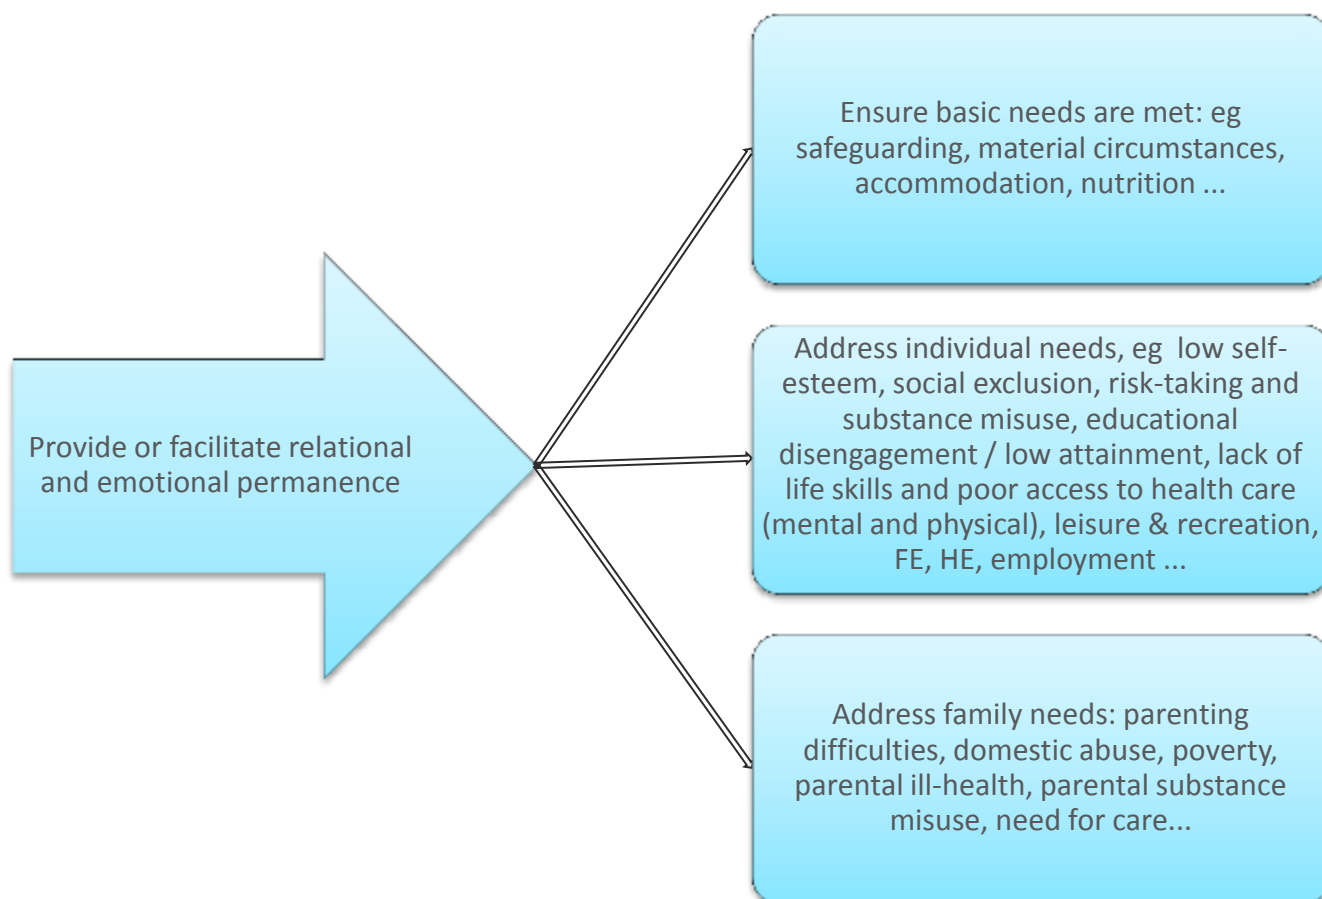 Ensure basic needs are met: eg
safeguarding, material circumstances,
accommodation, nutrition ...
Address individual needs, eg  low self-
esteem, social exclusion, risk-taking and
substance misuse, educational
disengagement / low attainment, lack of
life skills and poor access to health care
(mental and physical), leisure & recreation,
FE, HE, employment ...
Provide or facilitate relational
and emotional permanence
Address family needs: parenting
difficulties, domestic abuse, poverty,
parental ill-health, parental substance
misuse, need for care...